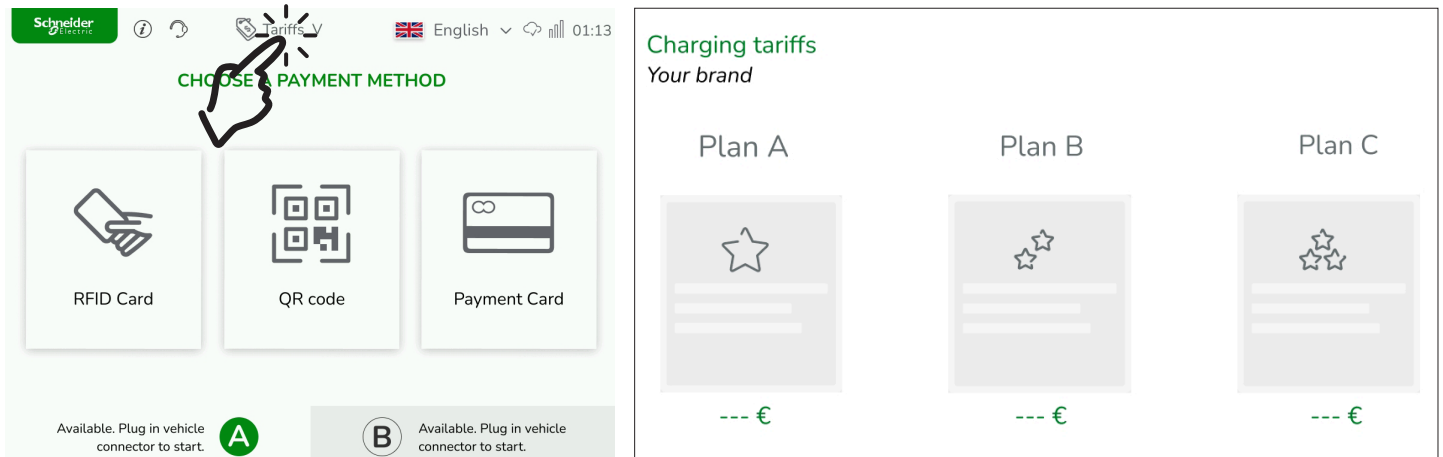 Schneider Electric
i Tariffs V English 01:13
CHOOSE A PAYMENT METHOD
RFID Card
QR code
Payment Card
Available. Plug in vehicle
connector to start.
A
B
Available. Plug in vehicle
connector to start.
Charging tariffs
Your brand
Plan A
Plan B
Plan C
--- €
--- €
--- €